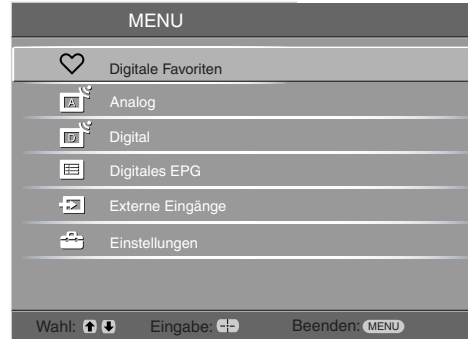 MENU
Digitale Favoriten
A Analog
D Digital
Digitales EPG
Externe Eingänge
Einstellungen
Wahl: Eingabe: Beenden: MENU